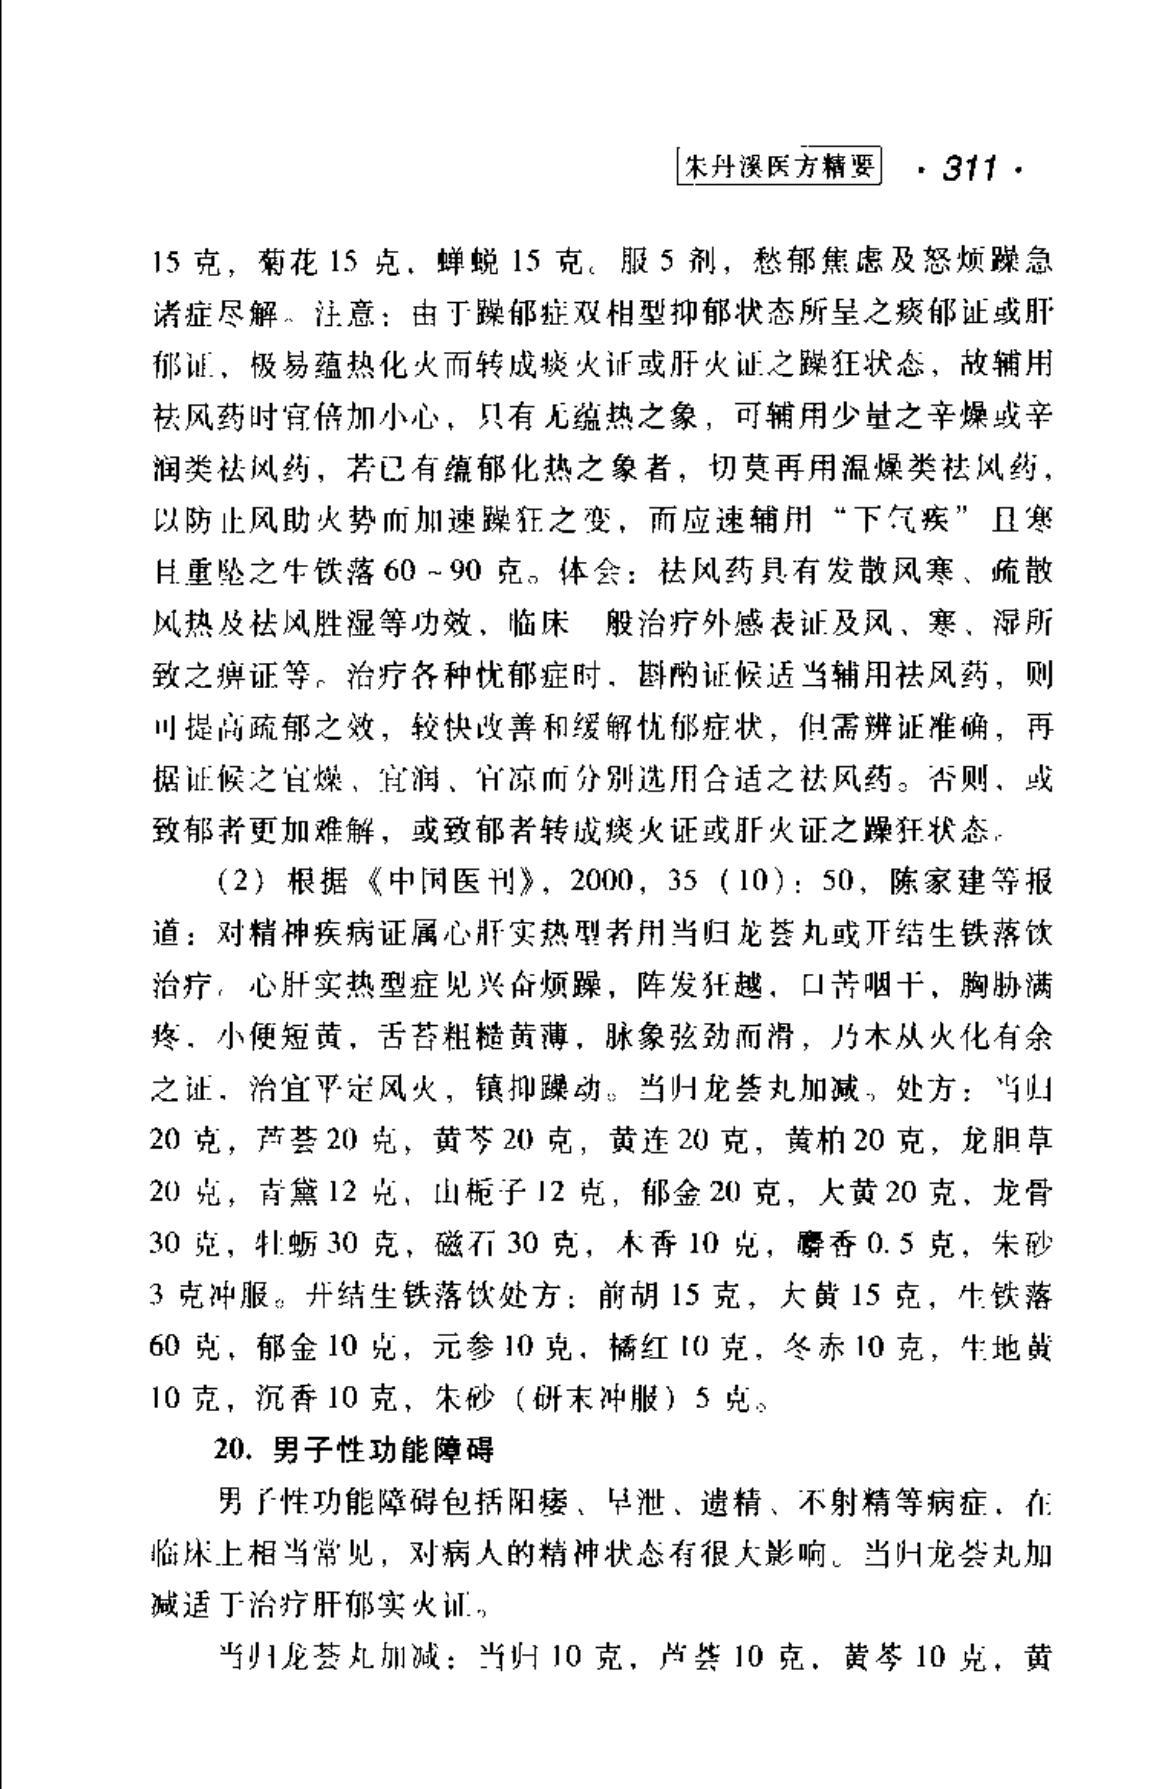 朱丹溪医方精要 · 311 ·
15 克，菊花 15 克，蝉蜕 15 克。服 5 剂，愁郁焦虑及怒烦躁急
诸症尽解。注意：由于躁郁症双相型抑郁状态所呈之痰郁证或肝
郁证，极易蕴热化火而转成痰火证或肝火证之躁狂状态，故辅用
祛风药时宜倍加小心，只有无蕴热之象，可辅用少量之辛燥或辛
润类祛风药，若已有蕴郁化热之象者，切莫再用温燥类祛风药，
以防止风助火势而加速躁狂之变，而应速辅用“下气疾”且寒
且重坠之生铁落 60 ~ 90 克。体会：祛风药具有发散风寒、疏散
风热及祛风胜湿等功效，临床 般治疗外感表证及风、寒、湿所
致之痹证等。治疗各种忧郁症时，斟酌证候适当辅用祛风药，则
可提高疏郁之效，较快改善和缓解忧郁症状，但需辨证准确，再
据证候之宜燥、宜润、宜凉而分别选用合适之祛风药。否则，或
致郁者更加难解，或致郁者转成痰火证或肝火证之躁狂状态。
（2）根据《中国医刊》，2000，35（10）：50，陈家建等报
道：对精神疾病证属心肝实热型者用当归龙荟丸或开结生铁落饮
治疗。心肝实热型症见兴奋烦躁，阵发狂越，口苦咽干，胸胁满
疼，小便短黄，舌苔粗糙黄薄，脉象弦劲而滑，乃木从火化有余
之证，治宜平定风火，镇抑躁动。当归龙荟丸加减。处方：当归
20 克，芦荟 20 克，黄芩 20 克，黄连 20 克，黄柏 20 克，龙胆草
20 克，青黛 12 克，山栀子 12 克，郁金 20 克，大黄 20 克，龙骨
30 克，牡蛎 30 克，磁石 30 克，木香 10 克，麝香 0.5 克，朱砂
3 克冲服。开结生铁落饮处方：前胡 15 克，大黄 15 克，生铁落
60 克，郁金 10 克，元参 10 克，橘红 10 克，冬赤 10 克，生地黄
10 克，沉香 10 克，朱砂（研末冲服）5 克。
20. 男子性功能障碍
男子性功能障碍包括阳痿、早泄、遗精、不射精等病症，在
临床上相当常见，对病人的精神状态有很大影响。当归龙荟丸加
减适于治疗肝郁实火证。
当归龙荟丸加减：当归 10 克，芦荟 10 克，黄芩 10 克，黄